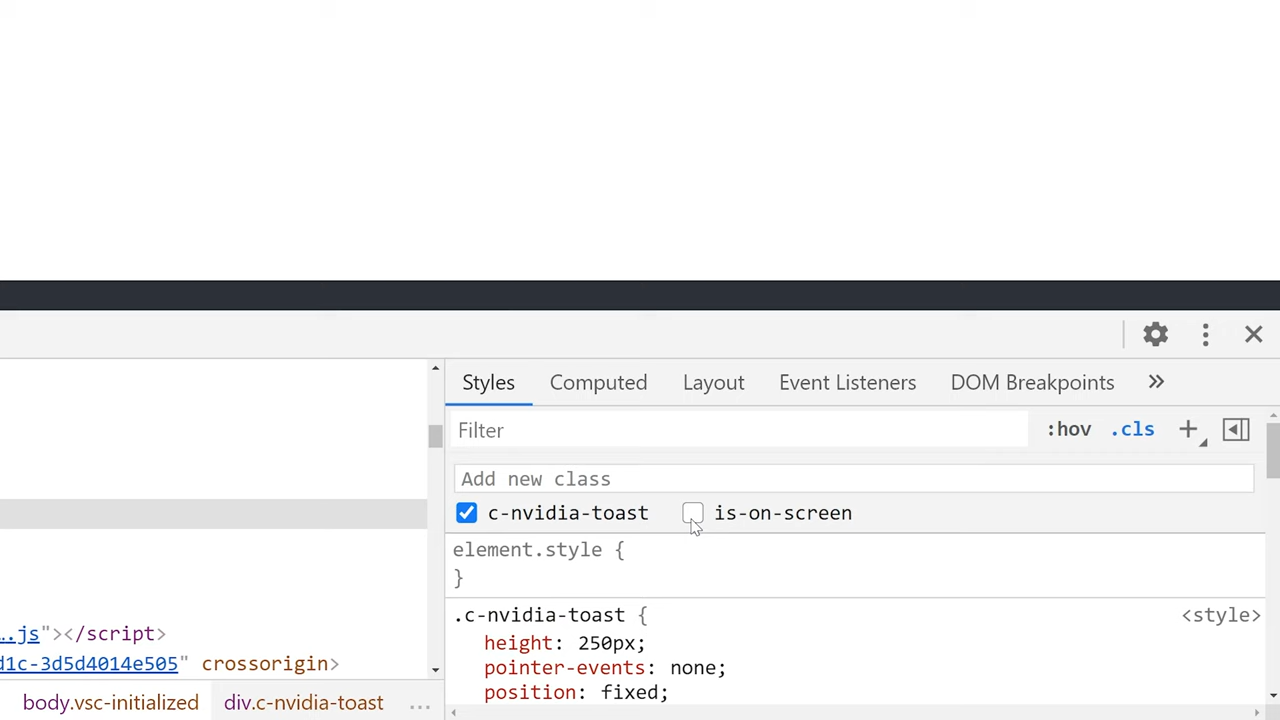 Styles Computed Layout Event Listeners DOM Breakpoints »
Filter :hov .cls +
Add new class
c-nvidia-toast is-on-screen
element.style {
}
.c-nvidia-toast { <style>
height: 250px;
pointer-events: none;
position: fixed;
….js"></script>
d1c-3d5d4014e505" crossorigin>
body.vsc-initialized div.c-nvidia-toast ...